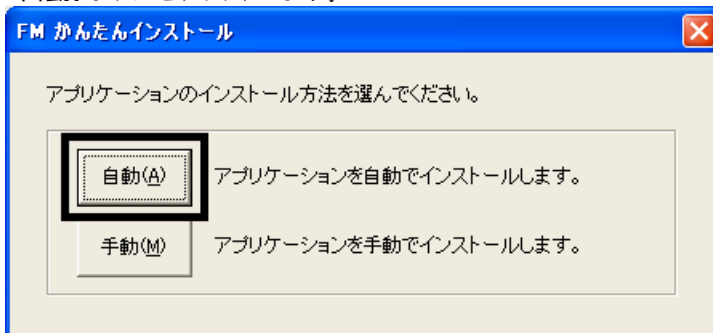 FM かんたんインストール
アプリケーションのインストール方法を選んでください。
自動(A) アプリケーションを自動でインストールします。
手動(M) アプリケーションを手動でインストールします。